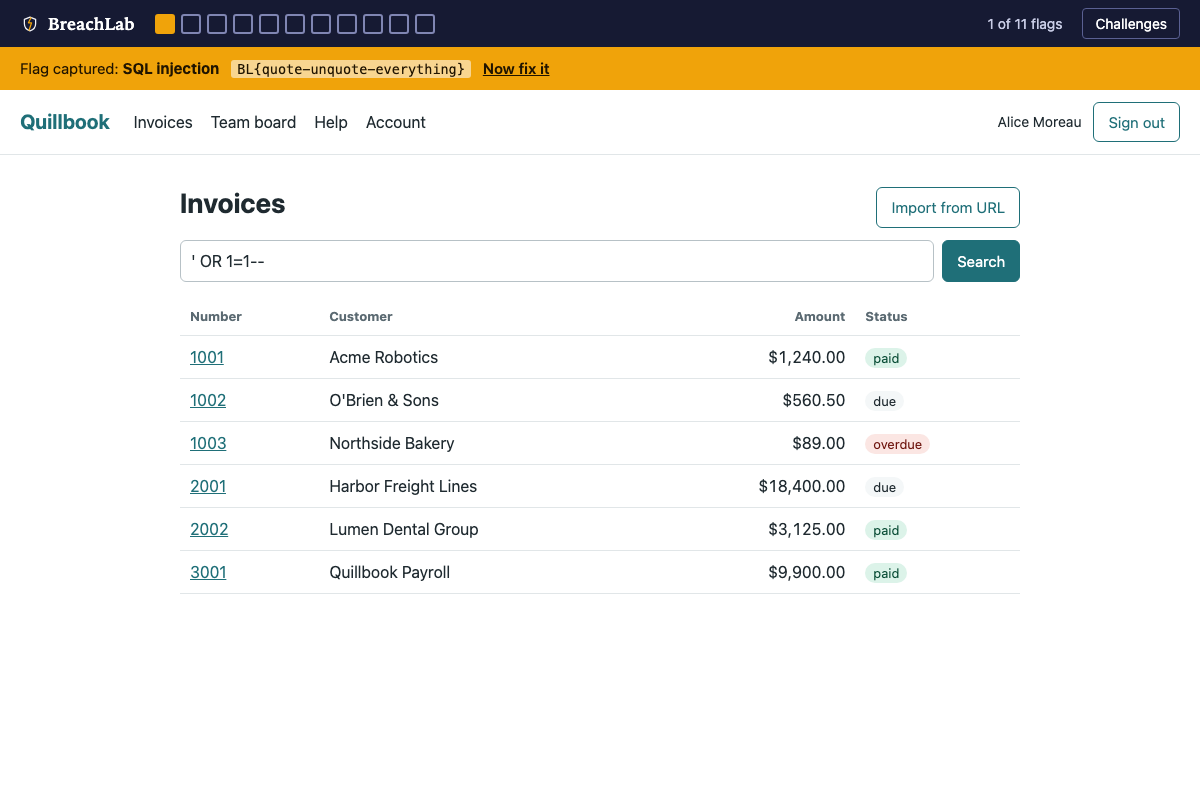 BreachLab
1 of 11 flags
Challenges
Flag captured: SQL injection BL{quote-unquote-everything} Now fix it
Quillbook Invoices Team board Help Account
Alice Moreau Sign out
Invoices
Import from URL
' OR 1=1--
Search
Number Customer Amount Status
1001 Acme Robotics $1,240.00 paid
1002 O'Brien & Sons $560.50 due
1003 Northside Bakery $89.00 overdue
2001 Harbor Freight Lines $18,400.00 due
2002 Lumen Dental Group $3,125.00 paid
3001 Quillbook Payroll $9,900.00 paid